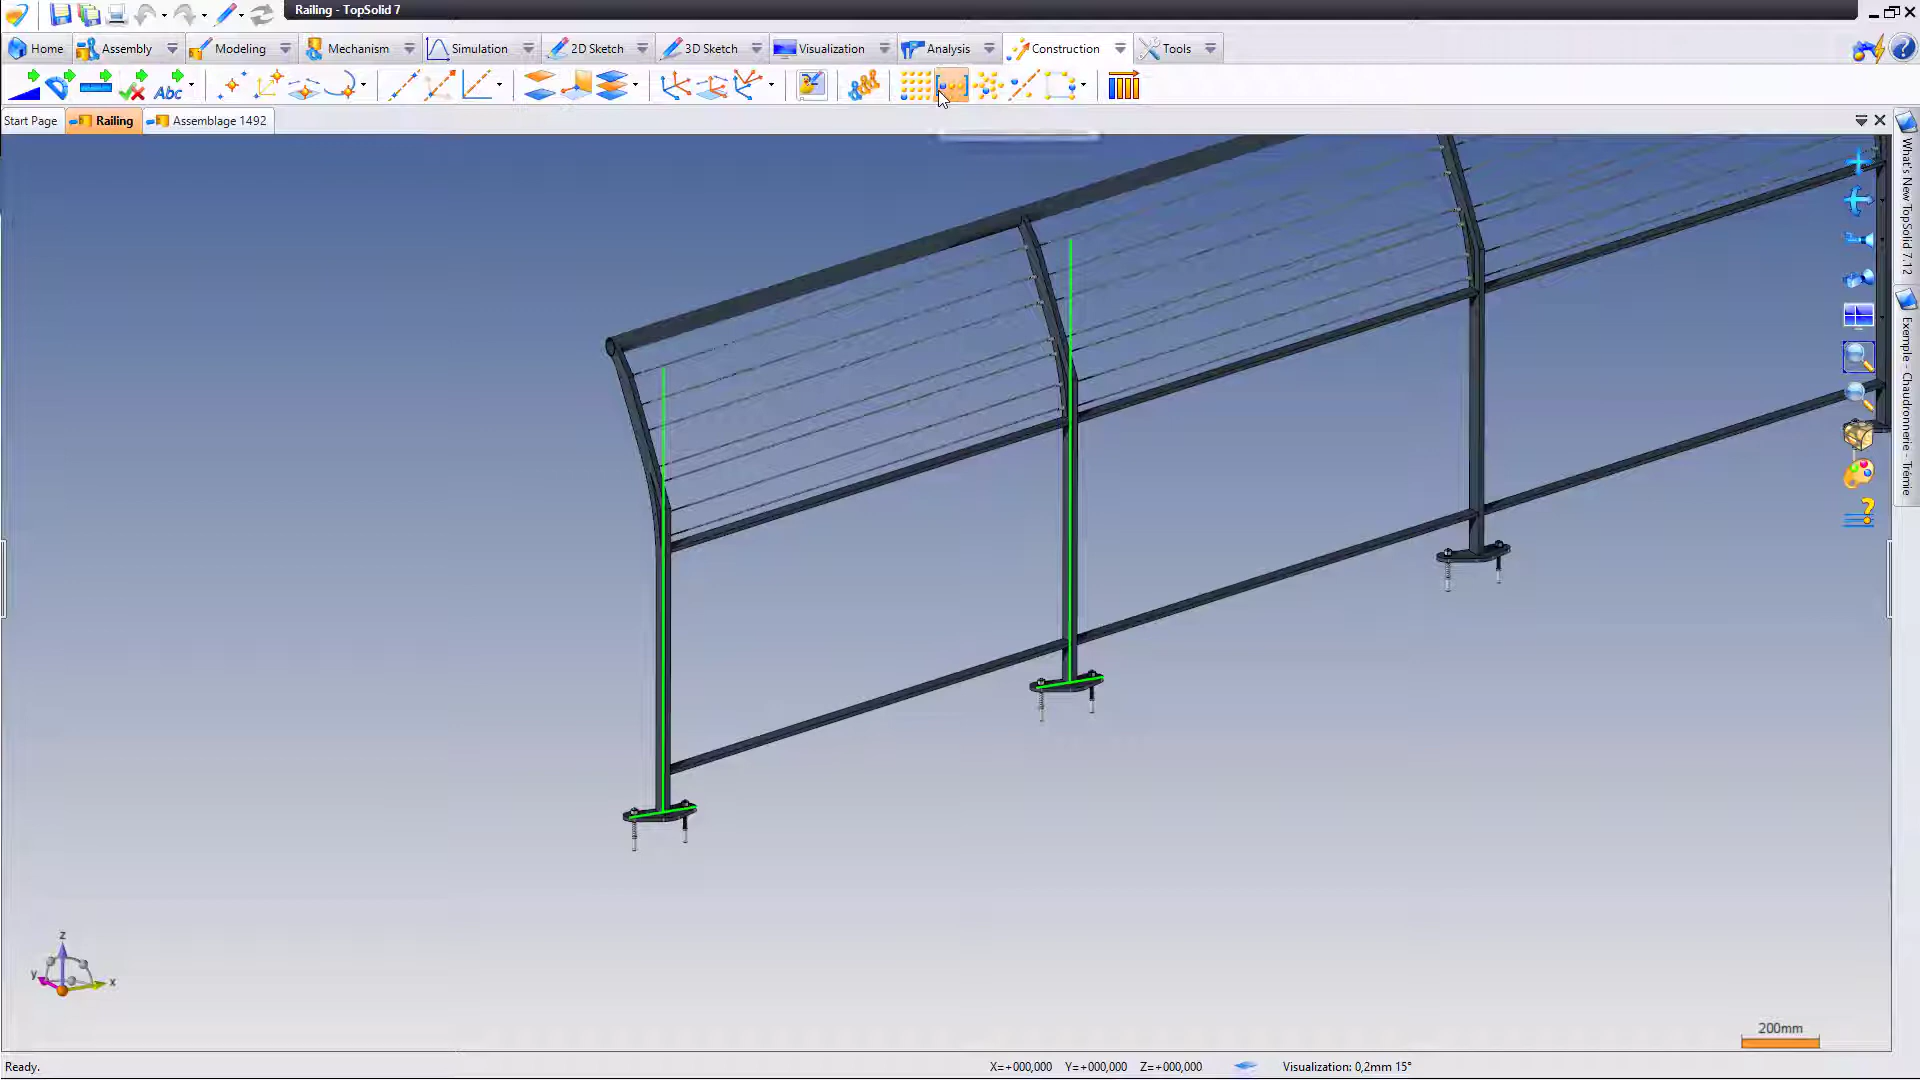 Railing - TopSolid 7
Home
Assembly
Modeling
Mechanism
Simulation
2D Sketch
3D Sketch
Visualization
Analysis
Construction
Tools
Abc
Start Page
Railing
Assemblage 1492
What's New TopSolid 7.12
Exemple - Chaudronnerie - Trémie
z
y
x
200mm
Ready.
X=+000,000 Y=+000,000 Z=+000,000
Visualization: 0,2mm 15°